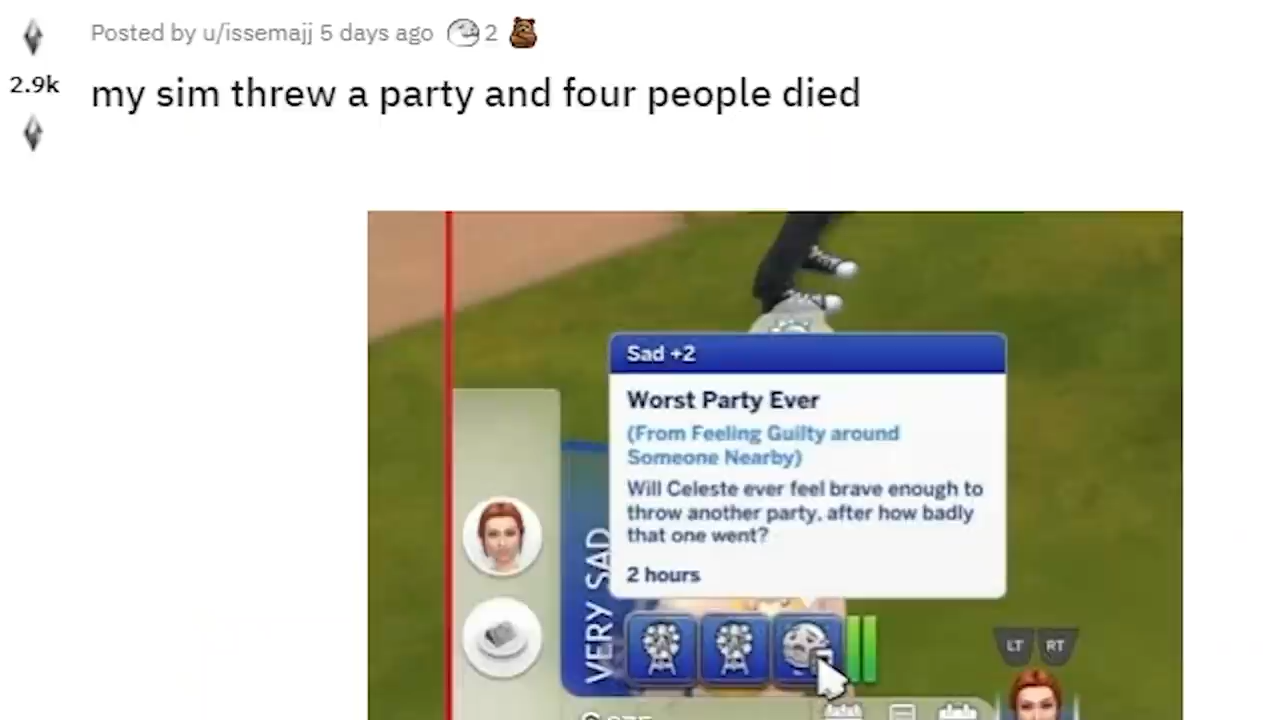 Posted by u/issemajj 5 days ago 2
2.9k
my sim threw a party and four people died
Sad +2
Worst Party Ever
(From Feeling Guilty around
Someone Nearby)
Will Celeste ever feel brave enough to
throw another party, after how badly
that one went?
2 hours
VERY SAD
LT RT